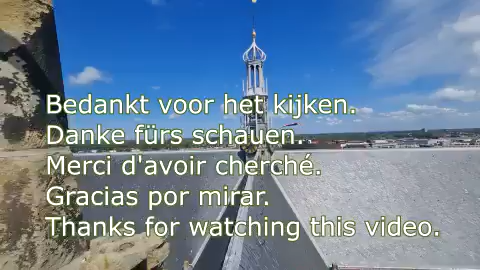 Bedankt voor het kijken.
Danke fürs schauen.
Merci d'avoir cherché.
Gracias por mirar.
Thanks for watching this video.